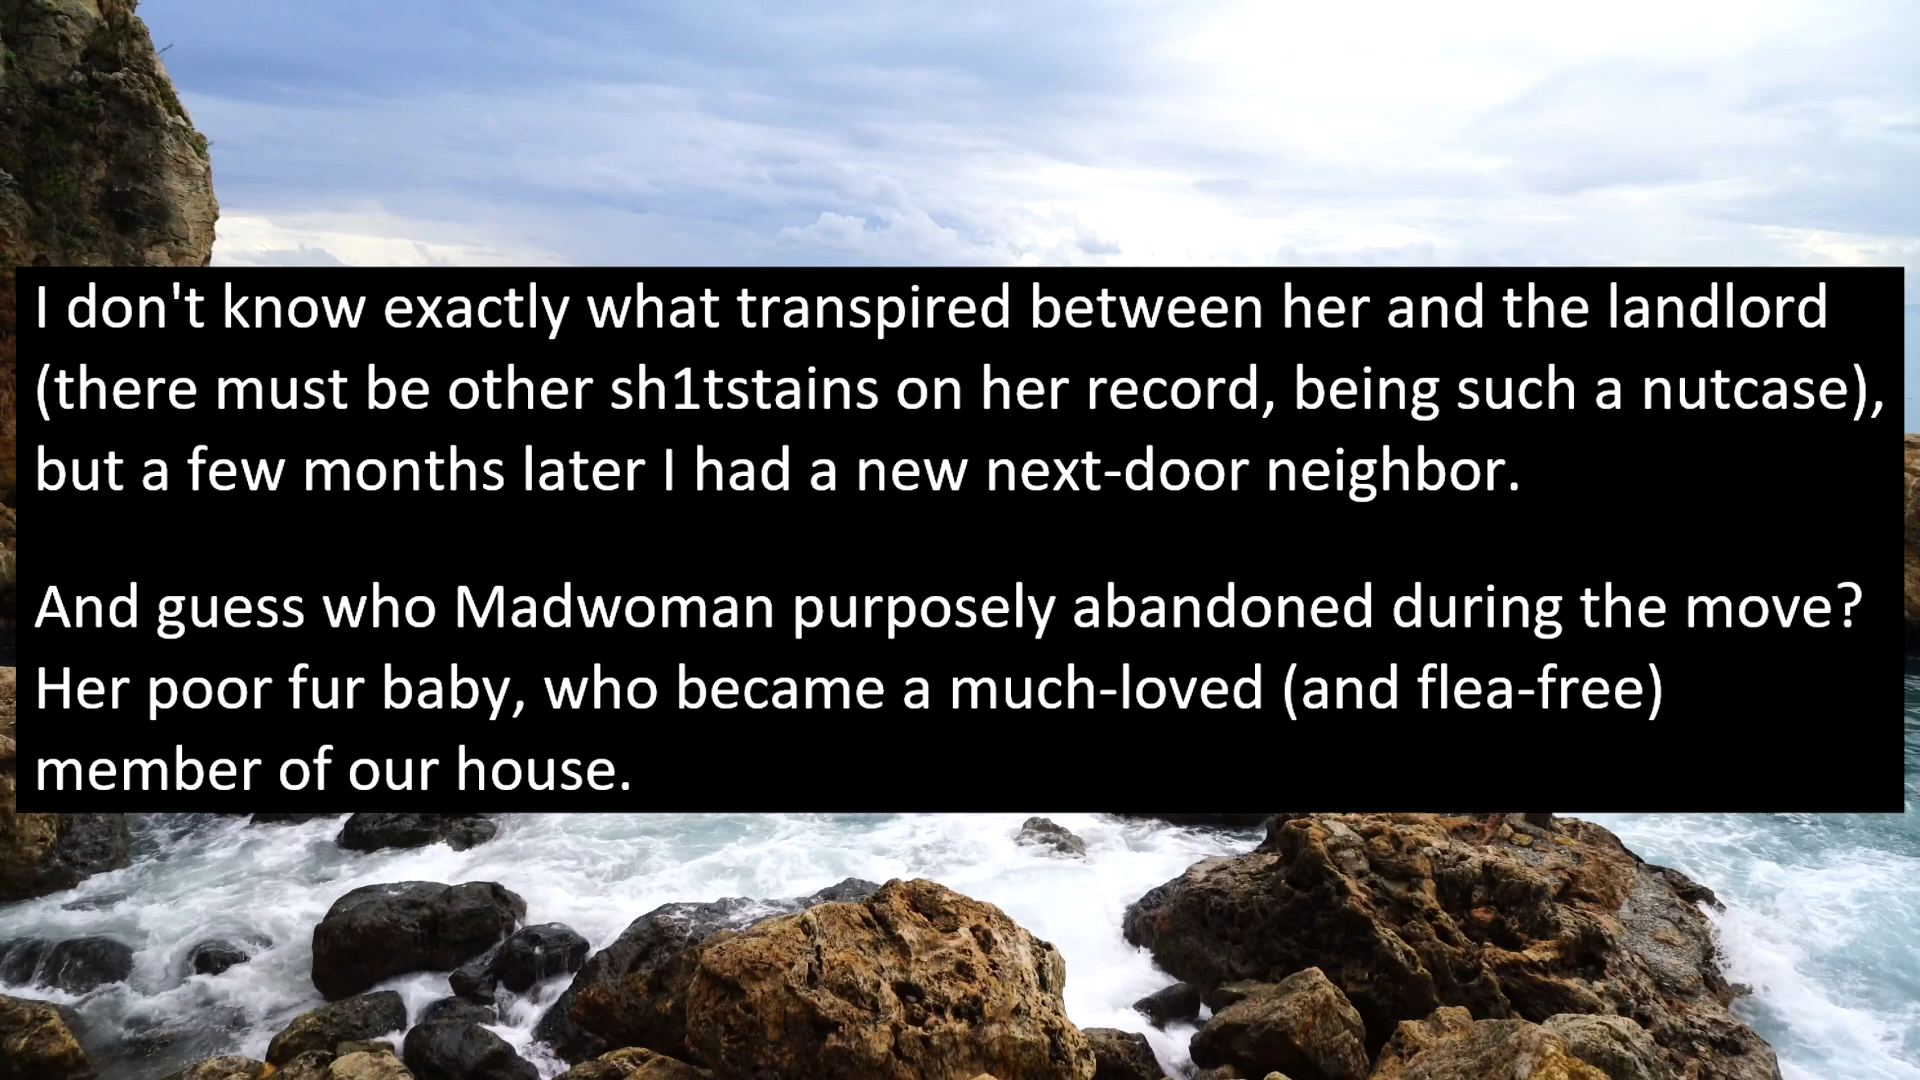 I don't know exactly what transpired between her and the landlord
(there must be other sh1tstains on her record, being such a nutcase),
but a few months later I had a new next-door neighbor.
And guess who Madwoman purposely abandoned during the move?
Her poor fur baby, who became a much-loved (and flea-free)
member of our house.